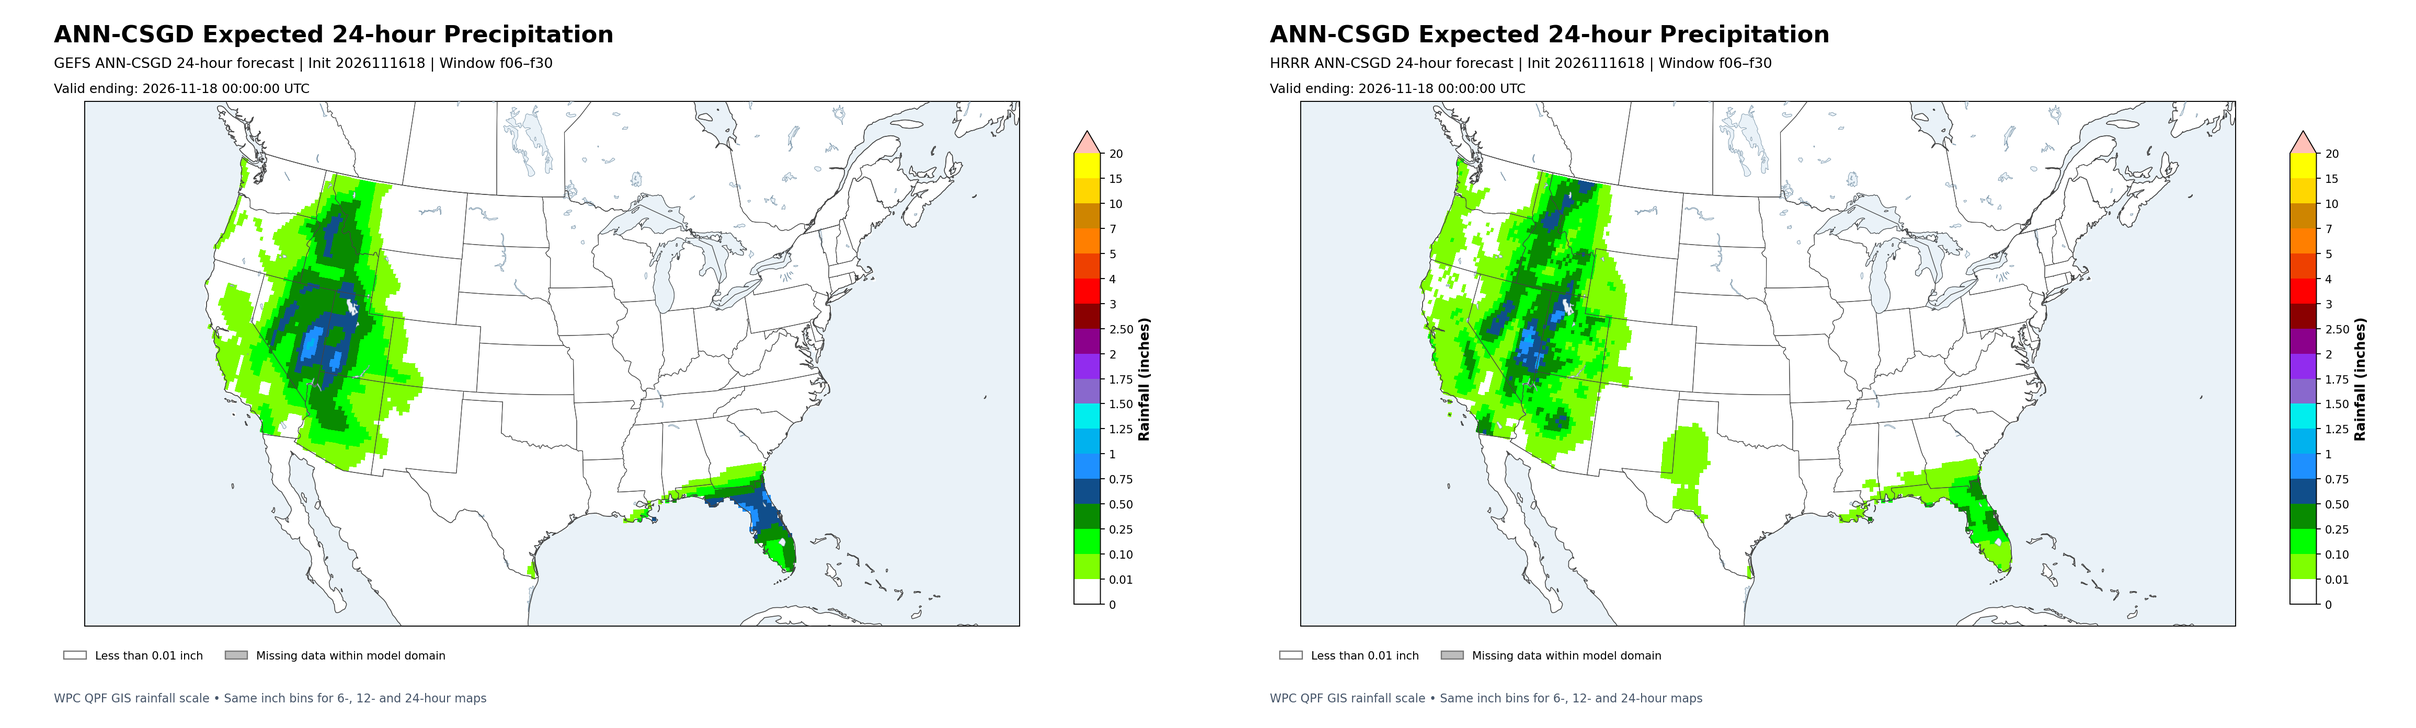 ANN-CSGD Expected 24-hour Precipitation
GEFS ANN-CSGD 24-hour forecast | Init 2026111618 | Window f06–f30
Valid ending: 2026-11-18 00:00:00 UTC
20
15
10
7
5
4
3
2.50
2
1.75
1.50
1.25
1
0.75
0.50
0.25
0.10
0.01
0
Rainfall (inches)
Less than 0.01 inch
Missing data within model domain
WPC QPF GIS rainfall scale • Same inch bins for 6-, 12- and 24-hour maps
ANN-CSGD Expected 24-hour Precipitation
HRRR ANN-CSGD 24-hour forecast | Init 2026111618 | Window f06–f30
Valid ending: 2026-11-18 00:00:00 UTC
20
15
10
7
5
4
3
2.50
2
1.75
1.50
1.25
1
0.75
0.50
0.25
0.10
0.01
0
Rainfall (inches)
Less than 0.01 inch
Missing data within model domain
WPC QPF GIS rainfall scale • Same inch bins for 6-, 12- and 24-hour maps